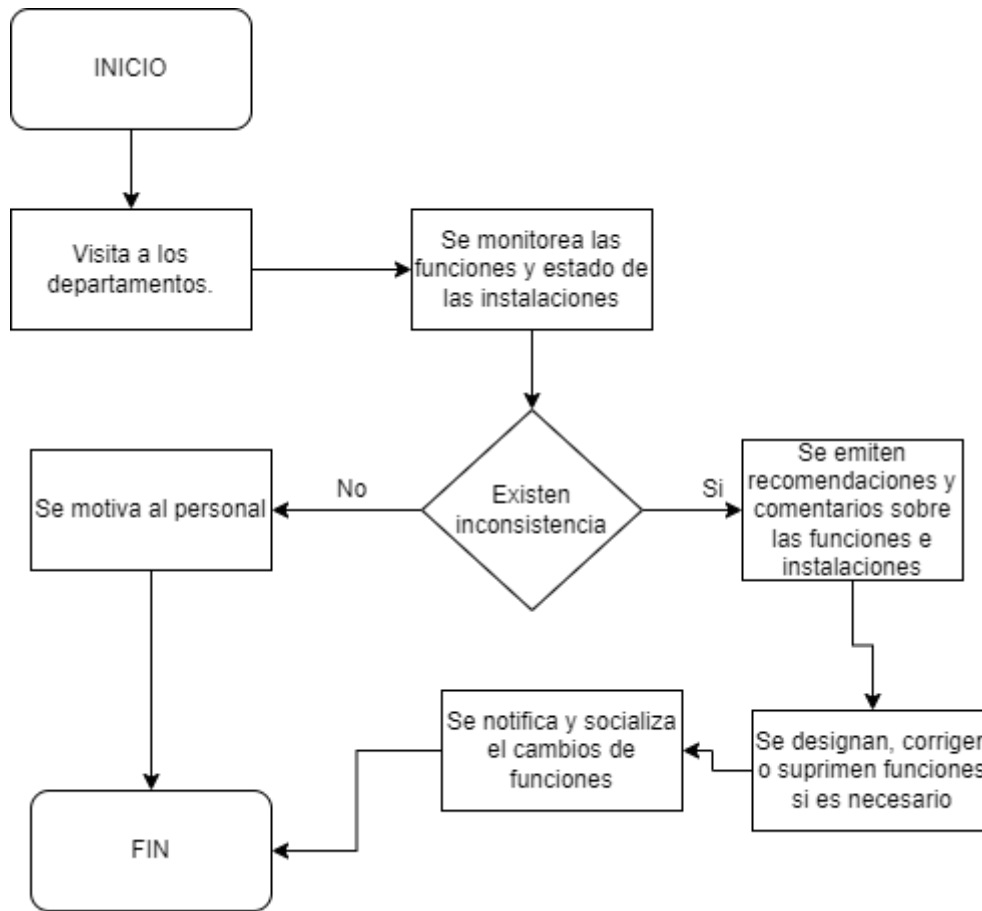 INICIO
Visita a los
departamentos.
Se monitorea las
funciones y estado de
las instalaciones
Existen
inconsistencia
No
Si
Se motiva al personal
Se emiten
recomendaciones y
comentarios sobre
las funciones e
instalaciones
Se designan, corrigen
o suprimen funciones
si es necesario
Se notifica y socializa
el cambios de
funciones
FIN